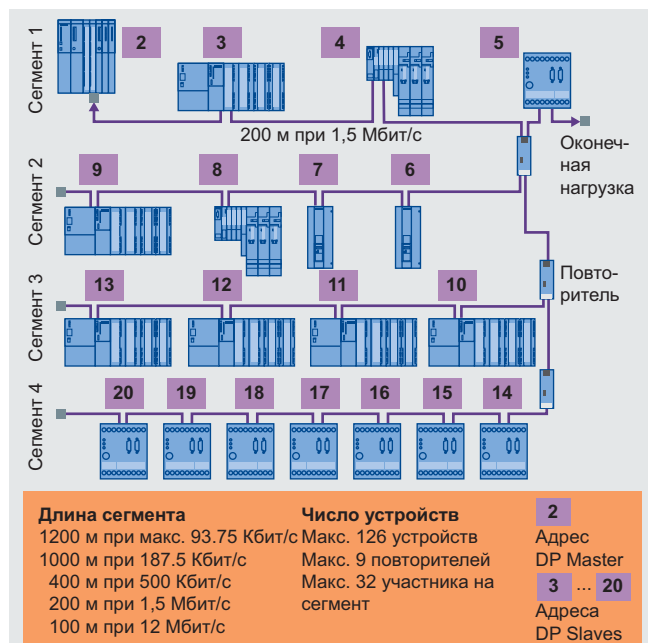 Сегмент 1
2
3
4
5
200 м при 1,5 Мбит/с
Оконеч-
ная
нагрузка
Сегмент 2
9
8
7
6
Повто-
ритель
Сегмент 3
13
12
11
10
Сегмент 4
20
19
18
17
16
15
14
Длина сегмента
1200 м при макс. 93.75 Кбит/с
1000 м при 187.5 Кбит/с
400 м при 500 Кбит/с
200 м при 1,5 Мбит/с
100 м при 12 Мбит/с
Число устройств
Макс. 126 устройств
Макс. 9 повторителей
Макс. 32 участника на
сегмент
2
Адрес
DP Master
3 ... 20
Адреса
DP Slaves